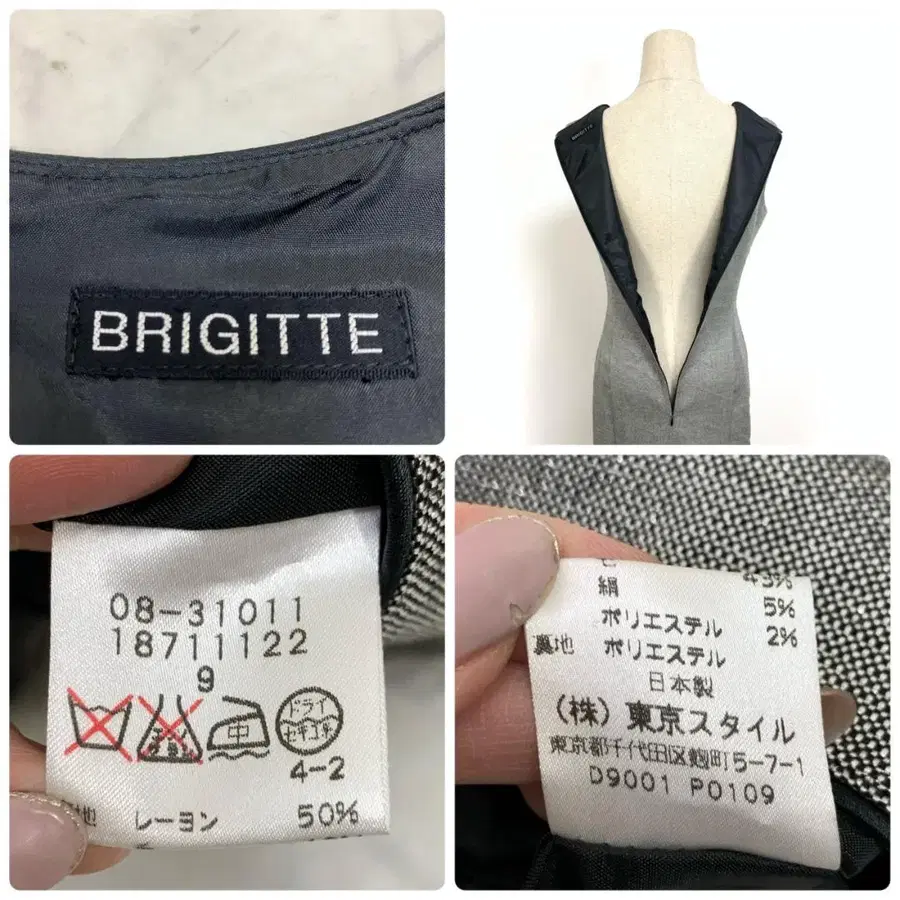 BRIGITTE
BRIGITTE
08-31011
18711122
9
中
ドライ
セキユ系
4-2
地 レーヨン 50%
43%
絹 5%
ポリエステル 2%
裏地 ポリエステル
日本製
(株) 東京スタイル
東京都千代田区麹町5-7-1
D9001 P0109